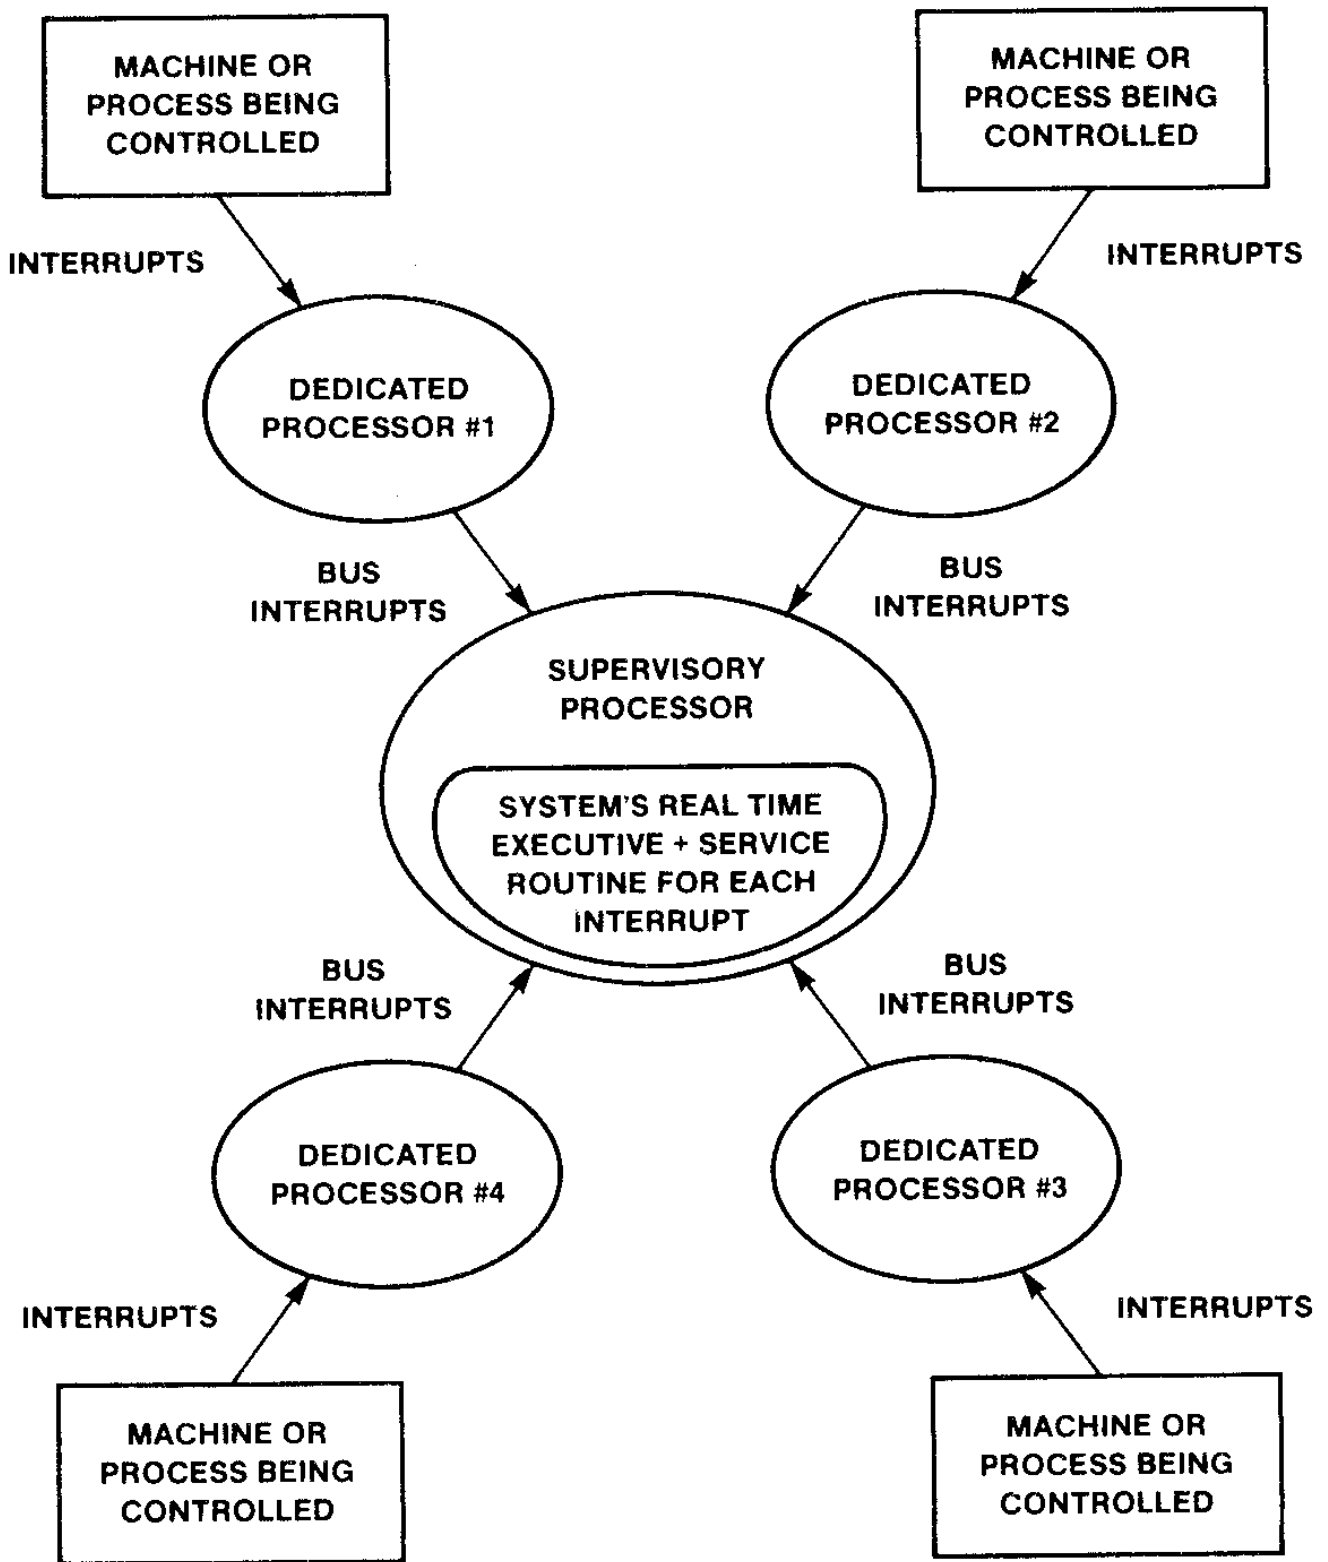 MACHINE OR
PROCESS BEING
CONTROLLED
MACHINE OR
PROCESS BEING
CONTROLLED
INTERRUPTS
INTERRUPTS
DEDICATED
PROCESSOR #1
DEDICATED
PROCESSOR #2
BUS
INTERRUPTS
BUS
INTERRUPTS
SUPERVISORY
PROCESSOR
SYSTEM'S REAL TIME
EXECUTIVE + SERVICE
ROUTINE FOR EACH
INTERRUPT
BUS
INTERRUPTS
BUS
INTERRUPTS
DEDICATED
PROCESSOR #4
DEDICATED
PROCESSOR #3
INTERRUPTS
INTERRUPTS
MACHINE OR
PROCESS BEING
CONTROLLED
MACHINE OR
PROCESS BEING
CONTROLLED